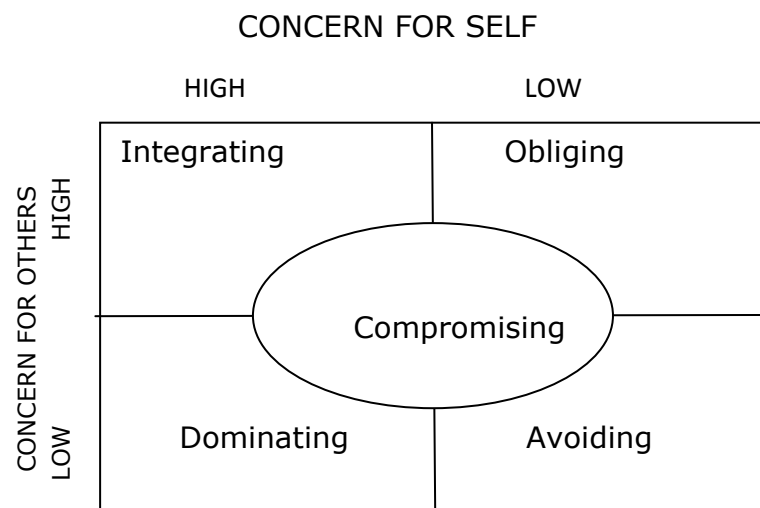 CONCERN FOR SELF
HIGH LOW
CONCERN FOR OTHERS
HIGH
LOW
Integrating Obliging
Compromising
Dominating Avoiding